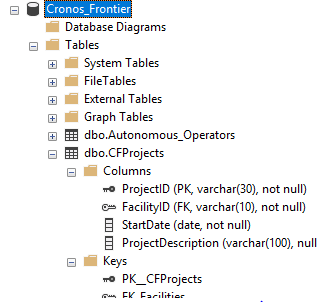 Cronos_Frontier
Database Diagrams
Tables
System Tables
FileTables
External Tables
Graph Tables
dbo.Autonomous_Operators
dbo.CFProjects
Columns
ProjectID (PK, varchar(30), not null)
FacilityID (FK, varchar(10), not null)
StartDate (date, not null)
ProjectDescription (varchar(100), null
Keys
PK__CFProjects
FK_Facilities